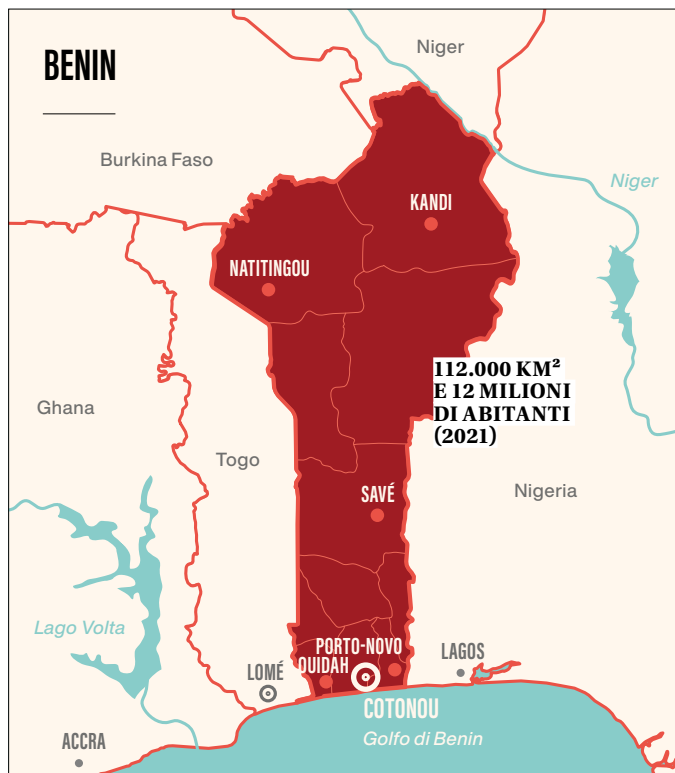 BENIN
Niger
Burkina Faso
Niger
KANDI
NATITINGOU
112.000 KM²
E 12 MILIONI
DI ABITANTI
(2021)
Ghana
Togo
Nigeria
SAVÉ
Lago Volta
PORTO-NOVO
OUIDAH
LOMÉ
LAGOS
COTONOU
Golfo di Benin
ACCRA